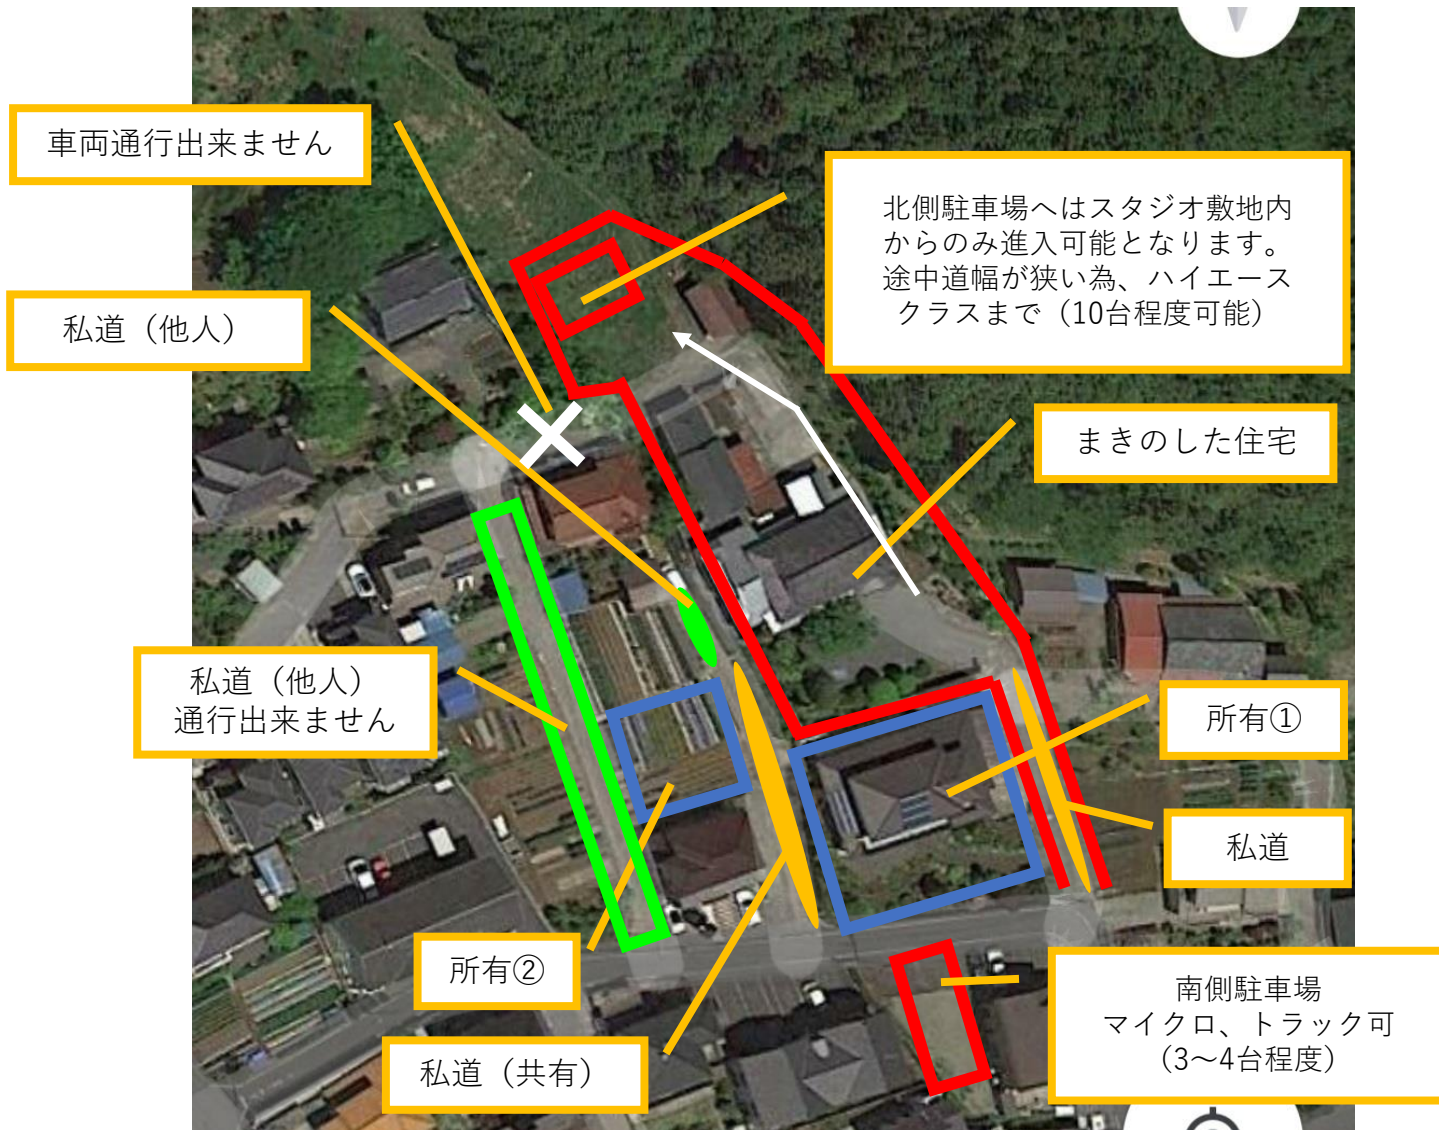 車両通行出来ません
北側駐車場へはスタジオ敷地内
からのみ進入可能となります。
途中道幅が狭い為、ハイエース
クラスまで（10台程度可能）
私道（他人）
まきのした住宅
私道（他人）
通行出来ません
所有①
私道
所有②
南側駐車場
マイクロ、トラック可
（3～4台程度）
私道（共有）